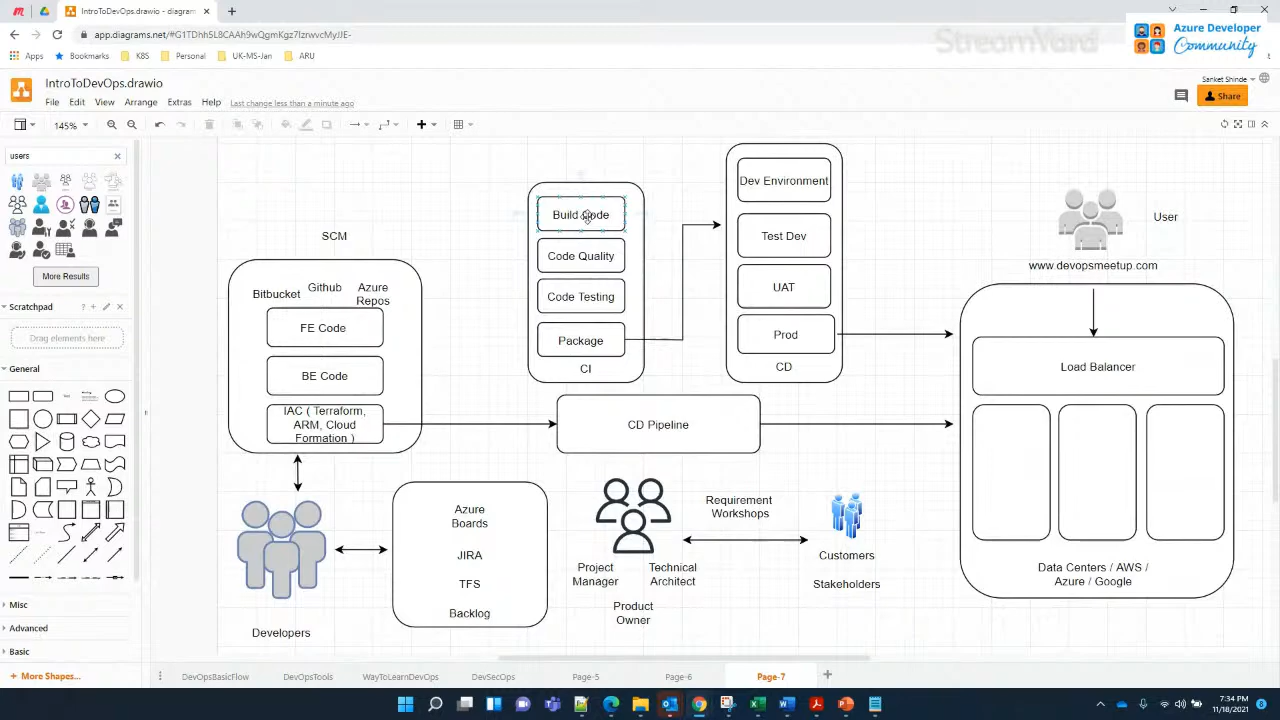 IntroToDevOps.drawio - diagram
app.diagrams.net/#G1TDhh5L8CAAh9wQgmKgz7IzrwvcMyJJE-
StreamYard
Azure Developer
Community
Apps
Bookmarks
K8S
Personal
UK-MS-Jan
ARU
IntroToDevOps.drawio
Sanket Shinde
File
Edit
View
Arrange
Extras
Help
Last change less than a minute ago
Share
145%
users
More Results
Scratchpad
Drag elements here
General
Misc
Advanced
Basic
+ More Shapes...
SCM
Bitbucket
Github
Azure
Repos
FE Code
BE Code
IAC ( Terraform,
ARM, Cloud
Formation )
Build Code
Code Quality
Code Testing
Package
CI
Dev Environment
Test Dev
UAT
Prod
CD
CD Pipeline
User
www.devopsmeetup.com
Load Balancer
Data Centers / AWS /
Azure / Google
Developers
Azure
Boards
JIRA
TFS
Backlog
Project
Manager
Technical
Architect
Product
Owner
Requirement
Workshops
Customers
Stakeholders
DevOpsBasicFlow
DevOpsTools
WayToLearnDevOps
DevSecOps
Page-5
Page-6
Page-7
7:34 PM
11/18/2021